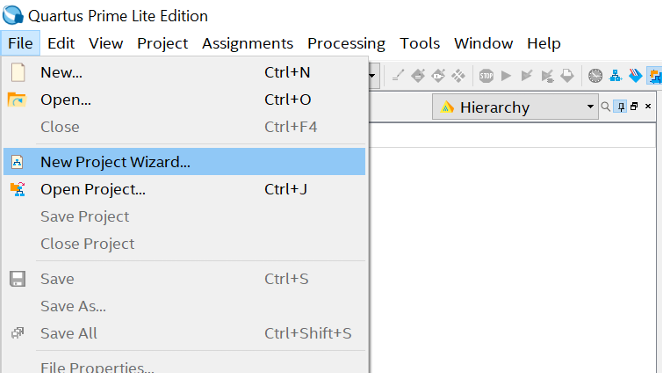 Quartus Prime Lite Edition
File Edit View Project Assignments Processing Tools Window Help
New... Ctrl+N
Open... Ctrl+O
Hierarchy
Close Ctrl+F4
New Project Wizard...
Open Project... Ctrl+J
Save Project
Close Project
Save Ctrl+S
Save As...
Save All Ctrl+Shift+S
File Properties...